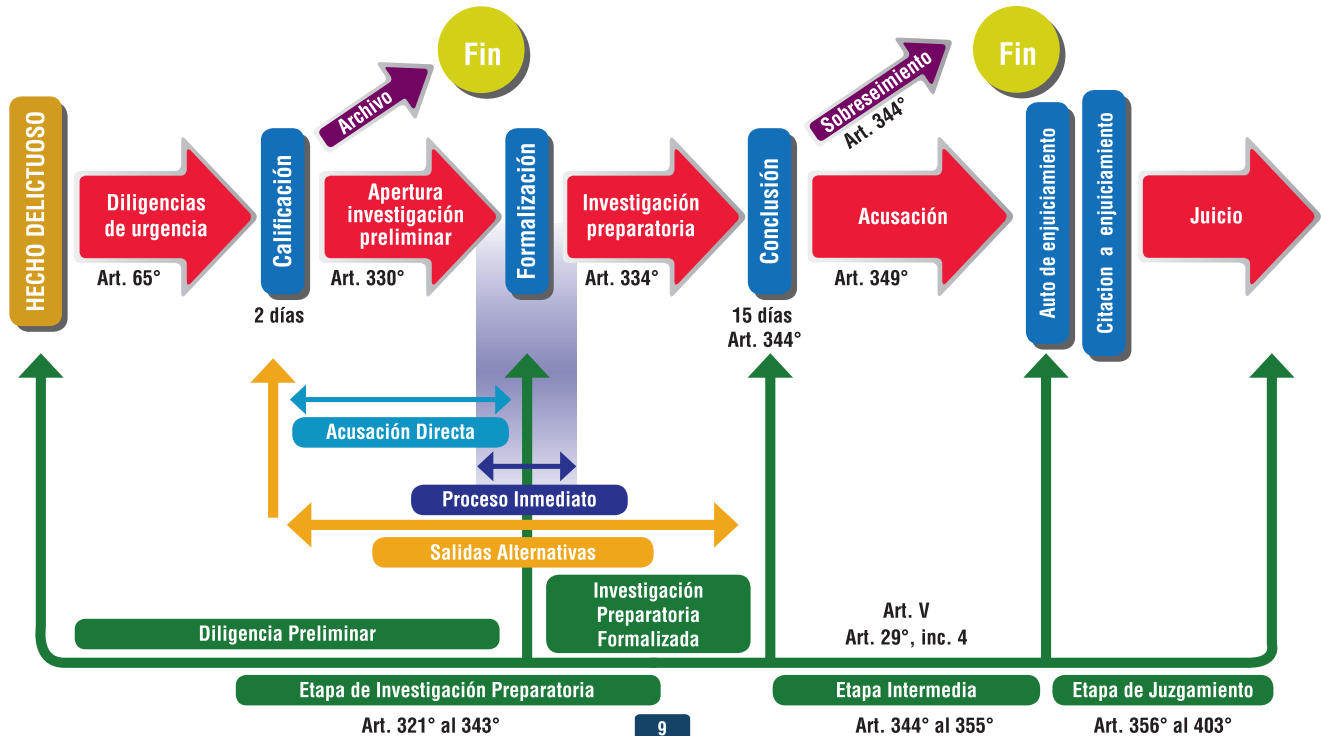 Fin
Fin
HECHO DELICTUOSO
Diligencias
de urgencia
Art. 65°
Calificación
2 días
Archivo
Apertura
investigación
preliminar
Art. 330°
Formalización
Investigación
preparatoria
Art. 334°
Conclusión
15 días
Art. 344°
Sobreseimiento
Art. 344°
Acusación
Art. 349°
Auto de enjuiciamiento
Citacion a enjuiciamiento
Juicio
Acusación Directa
Proceso Inmediato
Salidas Alternativas
Investigación
Preparatoria
Formalizada
Diligencia Preliminar
Art. V
Art. 29°, inc. 4
Etapa de Investigación Preparatoria
Etapa Intermedia
Etapa de Juzgamiento
Art. 321° al 343°
9
Art. 344° al 355°
Art. 356° al 403°